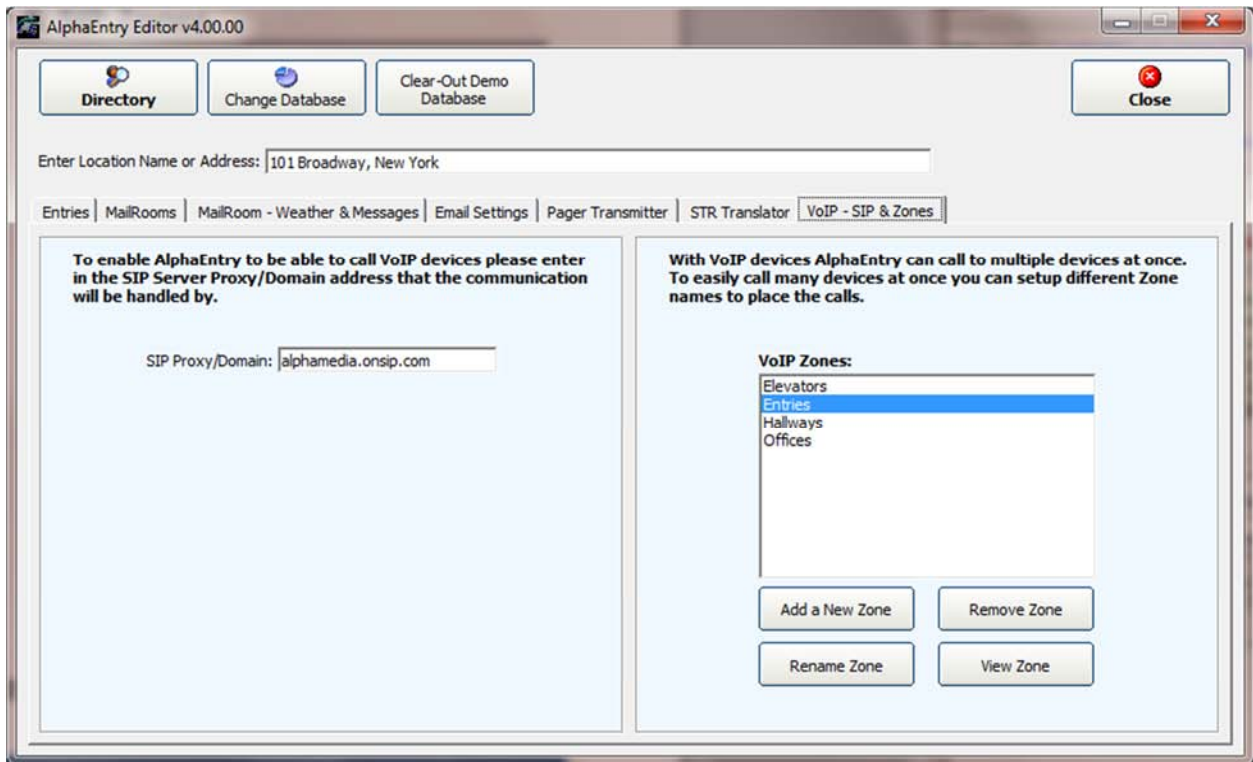 AlphaEntry Editor v4.00.00
Directory
Change Database
Clear-Out Demo
Database
Close
Enter Location Name or Address: 101 Broadway, New York
Entries MailRooms MailRoom - Weather & Messages Email Settings Pager Transmitter STR Translator VoIP - SIP & Zones
To enable AlphaEntry to be able to call VoIP devices please enter
in the SIP Server Proxy/Domain address that the communication
will be handled by.
SIP Proxy/Domain: alphamedia.onsip.com
With VoIP devices AlphaEntry can call to multiple devices at once.
To easily call many devices at once you can setup different Zone
names to place the calls.
VoIP Zones:
Elevators
Entries
Hallways
Offices
Add a New Zone
Remove Zone
Rename Zone
View Zone